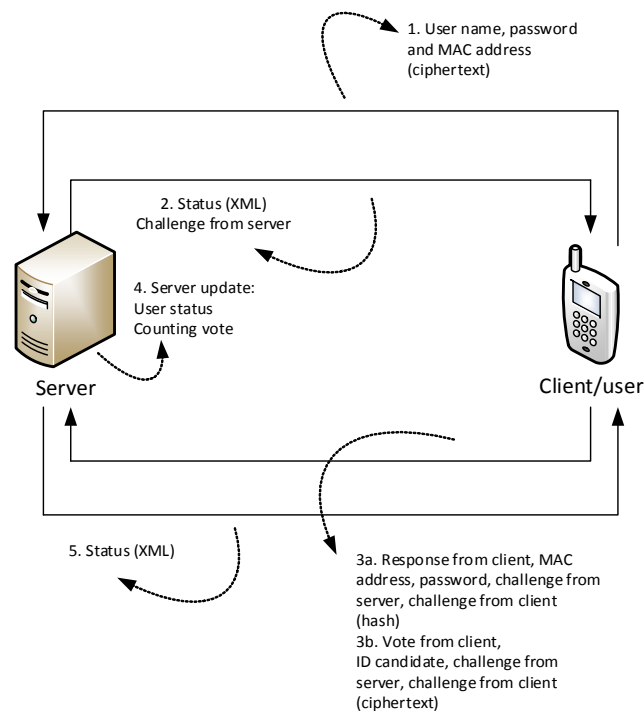 1. User name, password
and MAC address
(ciphertext)
2. Status (XML)
Challenge from server
4. Server update:
User status
Counting vote
Server
Client/user
5. Status (XML)
3a. Response from client, MAC
address, password, challenge from
server, challenge from client
(hash)
3b. Vote from client,
ID candidate, challenge from
server, challenge from client
(ciphertext)